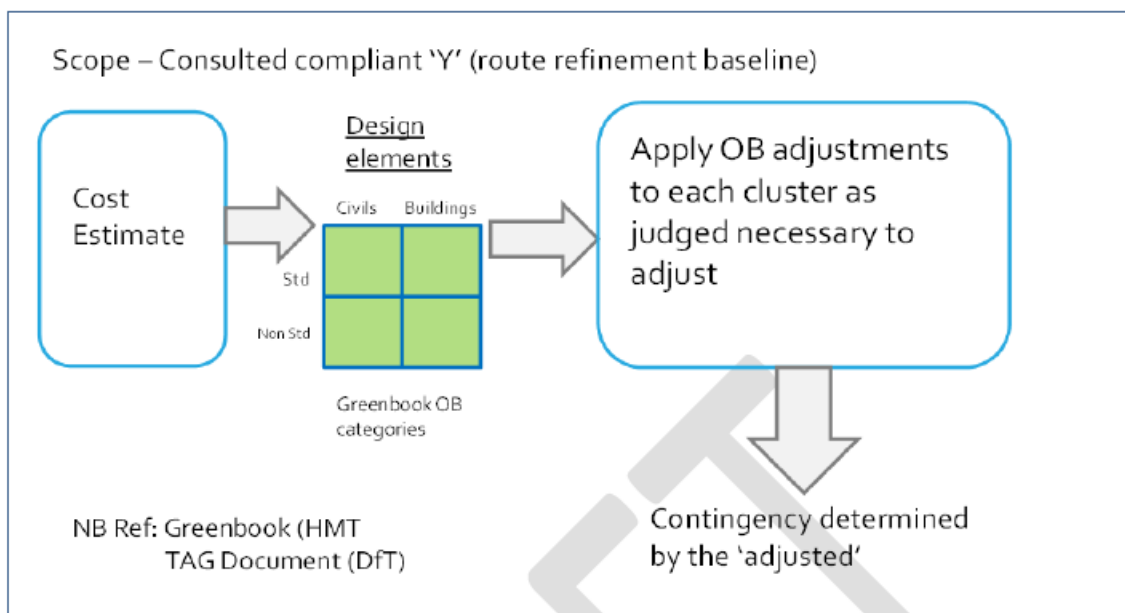 Scope – Consulted compliant ‘Y’ (route refinement baseline)
Cost
Estimate
Design
elements
Civils Buildings
Std
Non Std
Greenbook OB
categories
Apply OB adjustments
to each cluster as
judged necessary to
adjust
Contingency determined
by the ‘adjusted’
NB Ref: Greenbook (HMT
TAG Document (DfT)